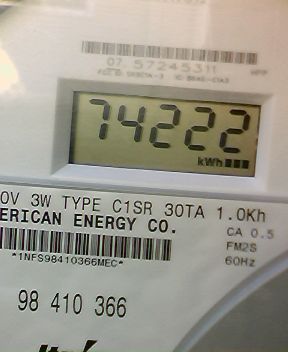 07 57245311
74222
kWh
0V 3W TYPE C1SR 30TA 1.0Kh
ERICAN ENERGY CO.
CA 0.5
FM2S
*1NFS98410366MEC*
60Hz
98 410 366